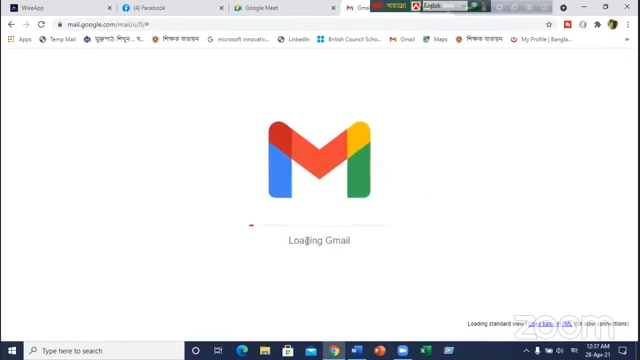 WiseApp
(4) Facebook
Google Meet
English
mail.google.com/mail/u/0/#
Apps
Temp Mail
মুক্তপাঠ: শিখুন .. য..
শিক্ষক বাতায়ন
microsoft innovativ...
LinkedIn
British Council Scho...
Gmail
Maps
শিক্ষক বাতায়ন
My Profile | Bangla...
Loading Gmail
Loading standard view
Load basic HTML
(for slow connections)
zoom
Type here to search
12:37 AM
28-Apr-21